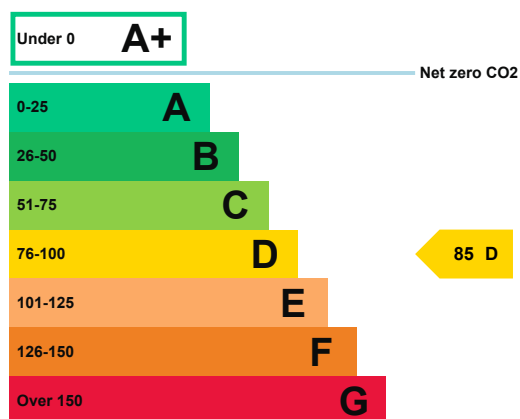 Under 0 A+
Net zero CO2
0-25 A
26-50 B
51-75 C
76-100 D
85 D
101-125 E
126-150 F
Over 150 G